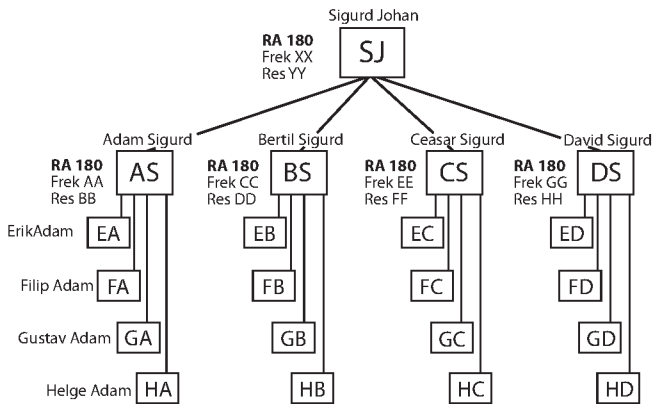 Sigurd Johan
RA 180
Frek XX
Res YY
SJ
Adam Sigurd
RA 180
Frek AA
Res BB
AS
Bertil Sigurd
RA 180
Frek CC
Res DD
BS
Ceasar Sigurd
RA 180
Frek EE
Res FF
CS
David Sigurd
RA 180
Frek GG
Res HH
DS
ErikAdam
EA
EB
EC
ED
Filip Adam
FA
FB
FC
FD
Gustav Adam
GA
GB
GC
GD
Helge Adam
HA
HB
HC
HD